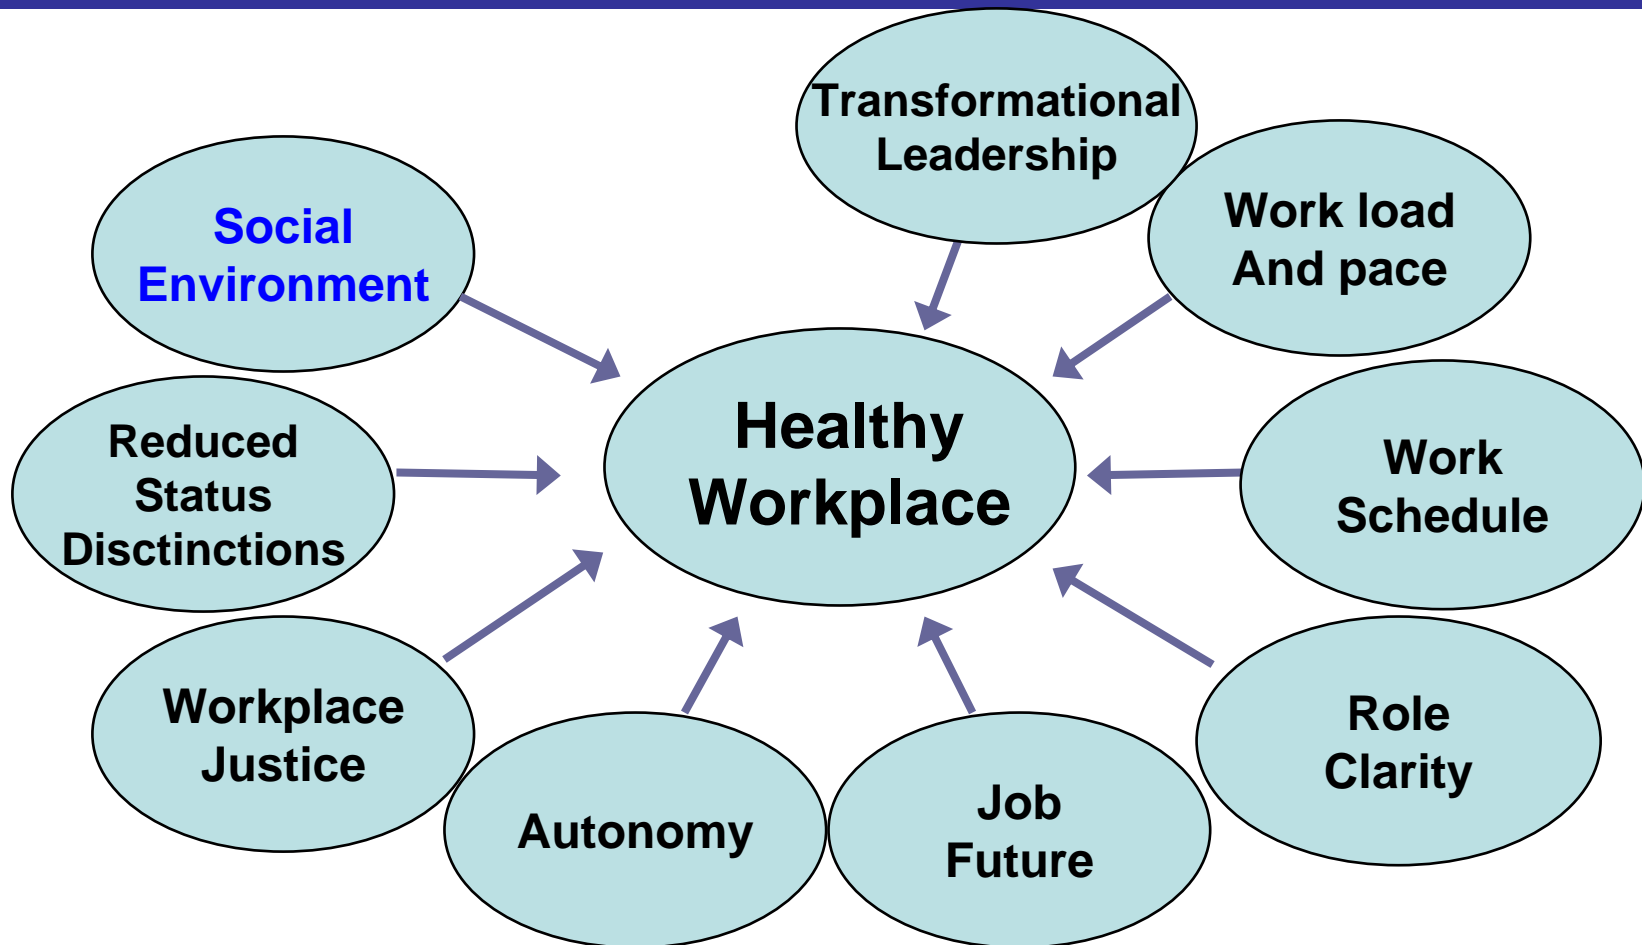 Transformational
Leadership
Work load
And pace
Social
Environment
Healthy
Workplace
Reduced
Status
Disctinctions
Work
Schedule
Workplace
Justice
Role
Clarity
Autonomy
Job
Future